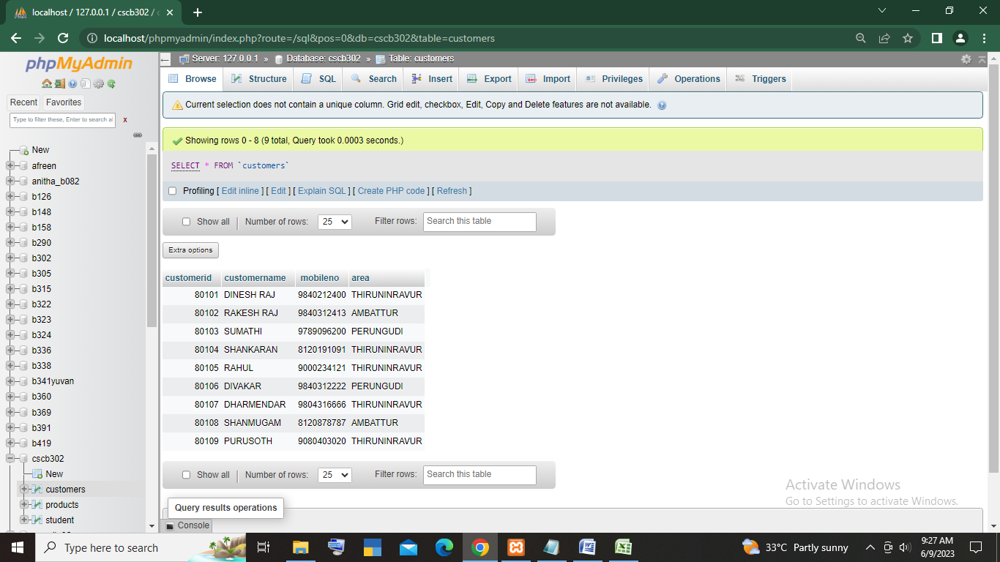 localhost / 127.0.0.1 / cscb302 / c
localhost/phpmyadmin/index.php?route=/sql&pos=0&db=cscb302&table=customers
phpMyAdmin
Recent Favorites
Type to filter these, Enter to search al x
New
afreen
anitha_b082
b126
b148
b158
b290
b302
b305
b315
b322
b323
b324
b336
b338
b341yuvan
b360
b369
b391
b419
cscb302
New
customers
products
student
Server: 127.0.0.1 » Database: cscb302 » Table: customers
Browse Structure SQL Search Insert Export Import Privileges Operations Triggers
Current selection does not contain a unique column. Grid edit, checkbox, Edit, Copy and Delete features are not available.
Showing rows 0 - 8 (9 total, Query took 0.0003 seconds.)
SELECT * FROM `customers`
Profiling [ Edit inline ] [ Edit ] [ Explain SQL ] [ Create PHP code ] [ Refresh ]
Show all | Number of rows: 25 Filter rows: Search this table
Extra options
customerid customername mobileno area
80101 DINESH RAJ 9840212400 THIRUNINRAVUR
80102 RAKESH RAJ 9840312413 AMBATTUR
80103 SUMATHI 9789096200 PERUNGUDI
80104 SHANKARAN 8120191091 THIRUNINRAVUR
80105 RAHUL 9000234121 THIRUNINRAVUR
80106 DIVAKAR 9840312222 PERUNGUDI
80107 DHARMENDAR 9804316666 THIRUNINRAVUR
80108 SHANMUGAM 8120878787 AMBATTUR
80109 PURUSOTH 9080403020 THIRUNINRAVUR
Show all | Number of rows: 25 Filter rows: Search this table
Query results operations
Console
Activate Windows
Go to Settings to activate Windows.
Type here to search
33°C Partly sunny
9:27 AM
6/9/2023